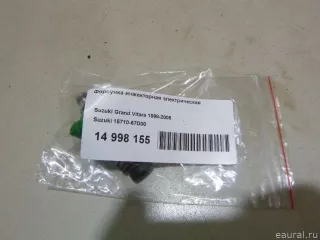 Форсунка инжекторная электрическая
Suzuki Grand Vitara 1998-2005
Suzuki 15710-67D00
14 998 155
eaural.ru